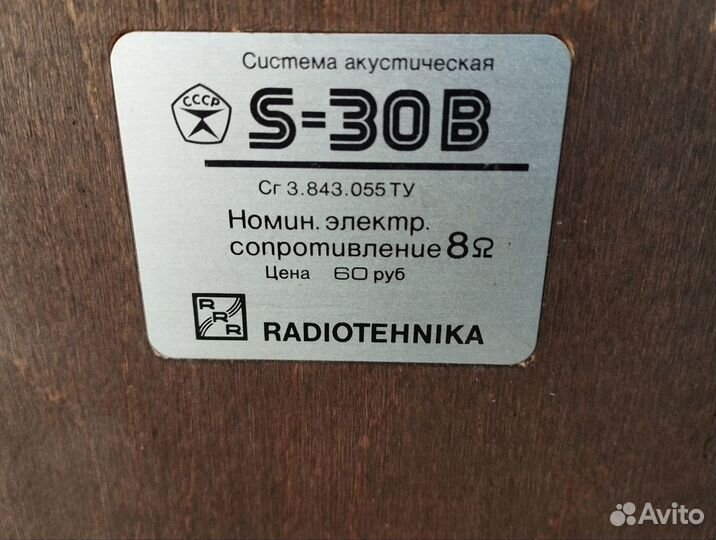 Система акустическая
СССР
S-30B
Сг 3.843.055 ТУ
Номин. электр.
сопротивление 8Ω
Цена 60 руб
RRR
RADIOTEHNIKA
Avito